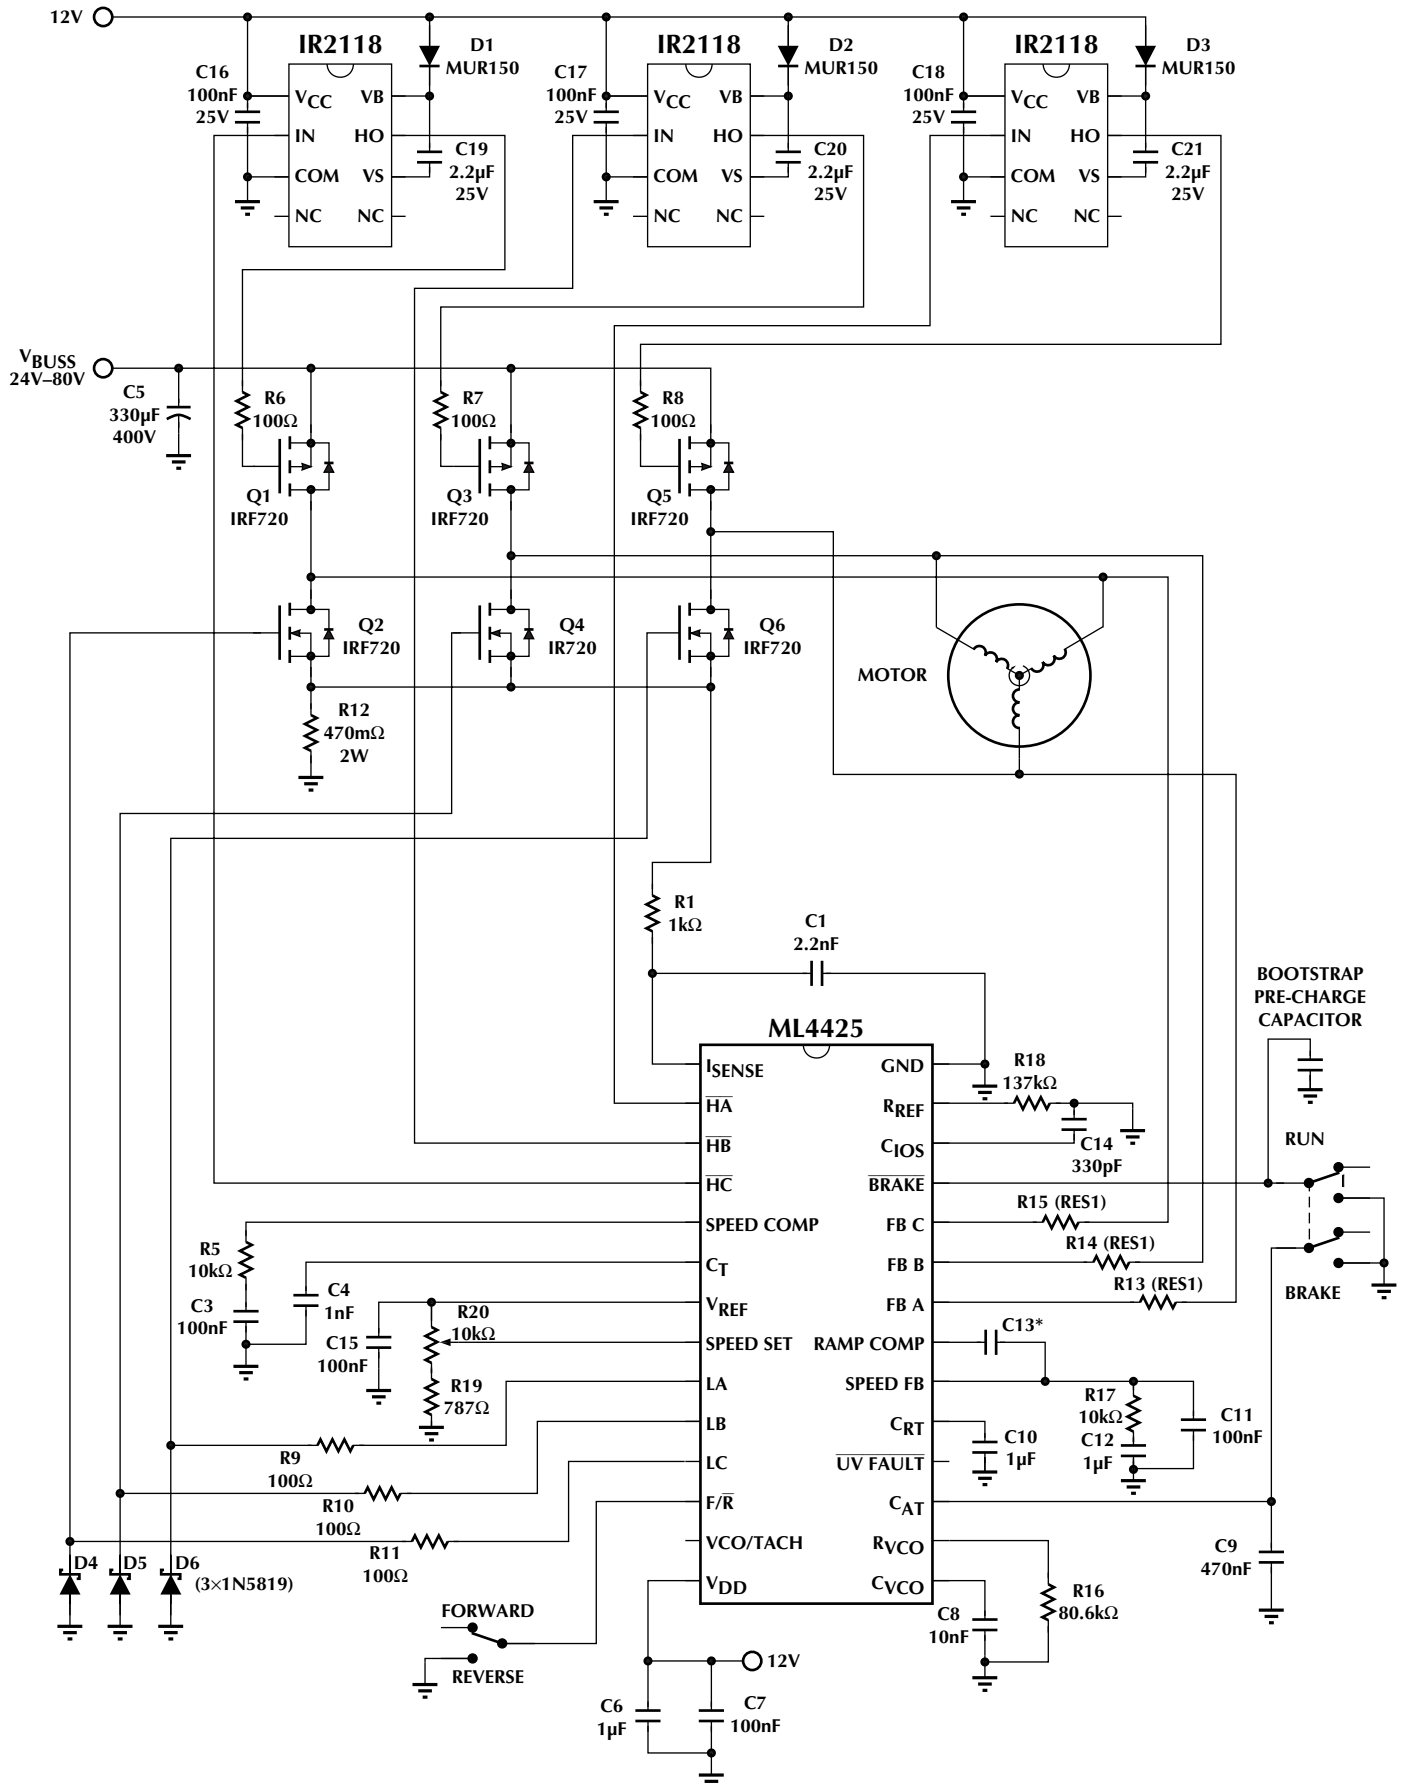 12V
IR2118
IR2118
IR2118
D1
MUR150
D2
MUR150
D3
MUR150
C16
100nF
25V
C17
100nF
25V
C18
100nF
25V
VCC VB
IN HO
COM VS
NC NC
VCC VB
IN HO
COM VS
NC NC
VCC VB
IN HO
COM VS
NC NC
C19
2.2µF
25V
C20
2.2µF
25V
C21
2.2µF
25V
VBUSS
24V–80V
C5
330µF
400V
R6
100Ω
R7
100Ω
R8
100Ω
Q1
IRF720
Q3
IRF720
Q5
IRF720
Q2
IRF720
Q4
IR720
Q6
IRF720
MOTOR
R12
470mΩ
2W
R1
1kΩ
C1
2.2nF
BOOTSTRAP
PRE-CHARGE
CAPACITOR
ML4425
ISENSE
HA
HB
HC
SPEED COMP
CT
VREF
SPEED SET
LA
LB
LC
F/R
VCO/TACH
VDD
GND
RREF
CIOS
BRAKE
FB C
FB B
FB A
RAMP COMP
SPEED FB
CRT
UV FAULT
CAT
RVCO
CVCO
R18
137kΩ
C14
330pF
RUN
BRAKE
R15 (RES1)
R14 (RES1)
R13 (RES1)
R5
10kΩ
C3
100nF
C4
1nF
C15
100nF
R20
10kΩ
R19
787Ω
C13*
R17
10kΩ
C12
1µF
C11
100nF
C10
1µF
R9
100Ω
R10
100Ω
R11
100Ω
D4
D5
D6
(3×1N5819)
C9
470nF
R16
80.6kΩ
C8
10nF
FORWARD
REVERSE
12V
C6
1µF
C7
100nF